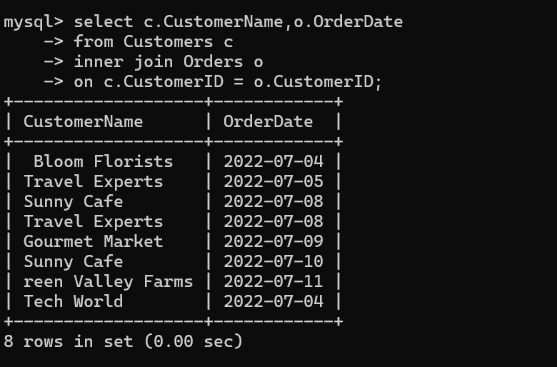 mysql> select c.CustomerName,o.OrderDate
    -> from Customers c
    -> inner join Orders o
    -> on c.CustomerID = o.CustomerID;
+-------------------+------------+
| CustomerName      | OrderDate  |
+-------------------+------------+
|  Bloom Florists   | 2022-07-04 |
| Travel Experts    | 2022-07-05 |
| Sunny Cafe        | 2022-07-08 |
| Travel Experts    | 2022-07-08 |
| Gourmet Market    | 2022-07-09 |
| Sunny Cafe        | 2022-07-10 |
| reen Valley Farms | 2022-07-11 |
| Tech World        | 2022-07-04 |
+-------------------+------------+
8 rows in set (0.00 sec)